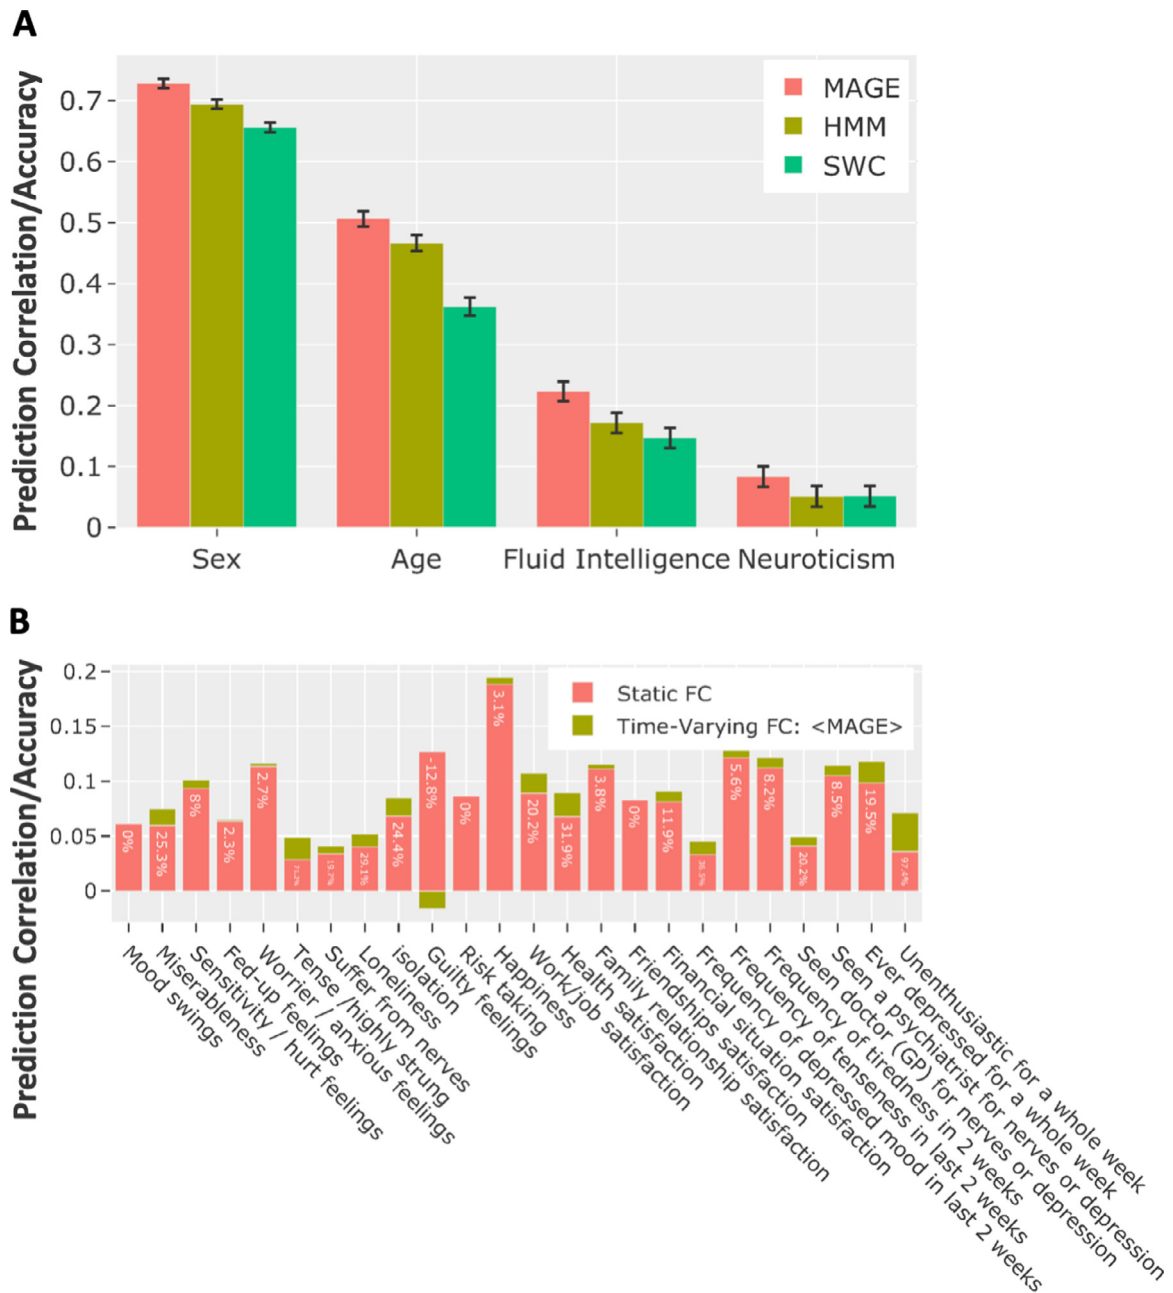 A
Prediction Correlation/Accuracy
0.7
0.6
0.5
0.4
0.3
0.2
0.1
0
MAGE
HMM
SWC
Sex
Age
Fluid Intelligence
Neuroticism
B
Prediction Correlation/Accuracy
0.2
0.15
0.1
0.05
0
Static FC
Time-Varying FC: <MAGE>
0%
25.3%
8%
2.3%
2.7%
71.2%
19.7%
29.1%
24.4%
-12.8%
0%
3.1%
20.2%
31.9%
3.8%
0%
11.9%
36.5%
5.6%
8.2%
20.2%
8.5%
19.5%
97.4%
Mood swings
Miserableness
Sensitivity / hurt feelings
Fed-up feelings
Worrier / anxious feelings
Tense /highly strung
Suffer from nerves
Loneliness
isolation
Guilty feelings
Risk taking
Happiness
Work/job satisfaction
Health satisfaction
Family relationship satisfaction
Friendships satisfaction
Financial situation satisfaction
Frequency of depressed mood in last 2 weeks
Frequency of tenseness in last 2 weeks
Frequency of tiredness in 2 weeks
Seen doctor (GP) for nerves or depression
Seen a psychiatrist for nerves or depression
Ever depressed for a whole week
Unenthusiastic for a whole week